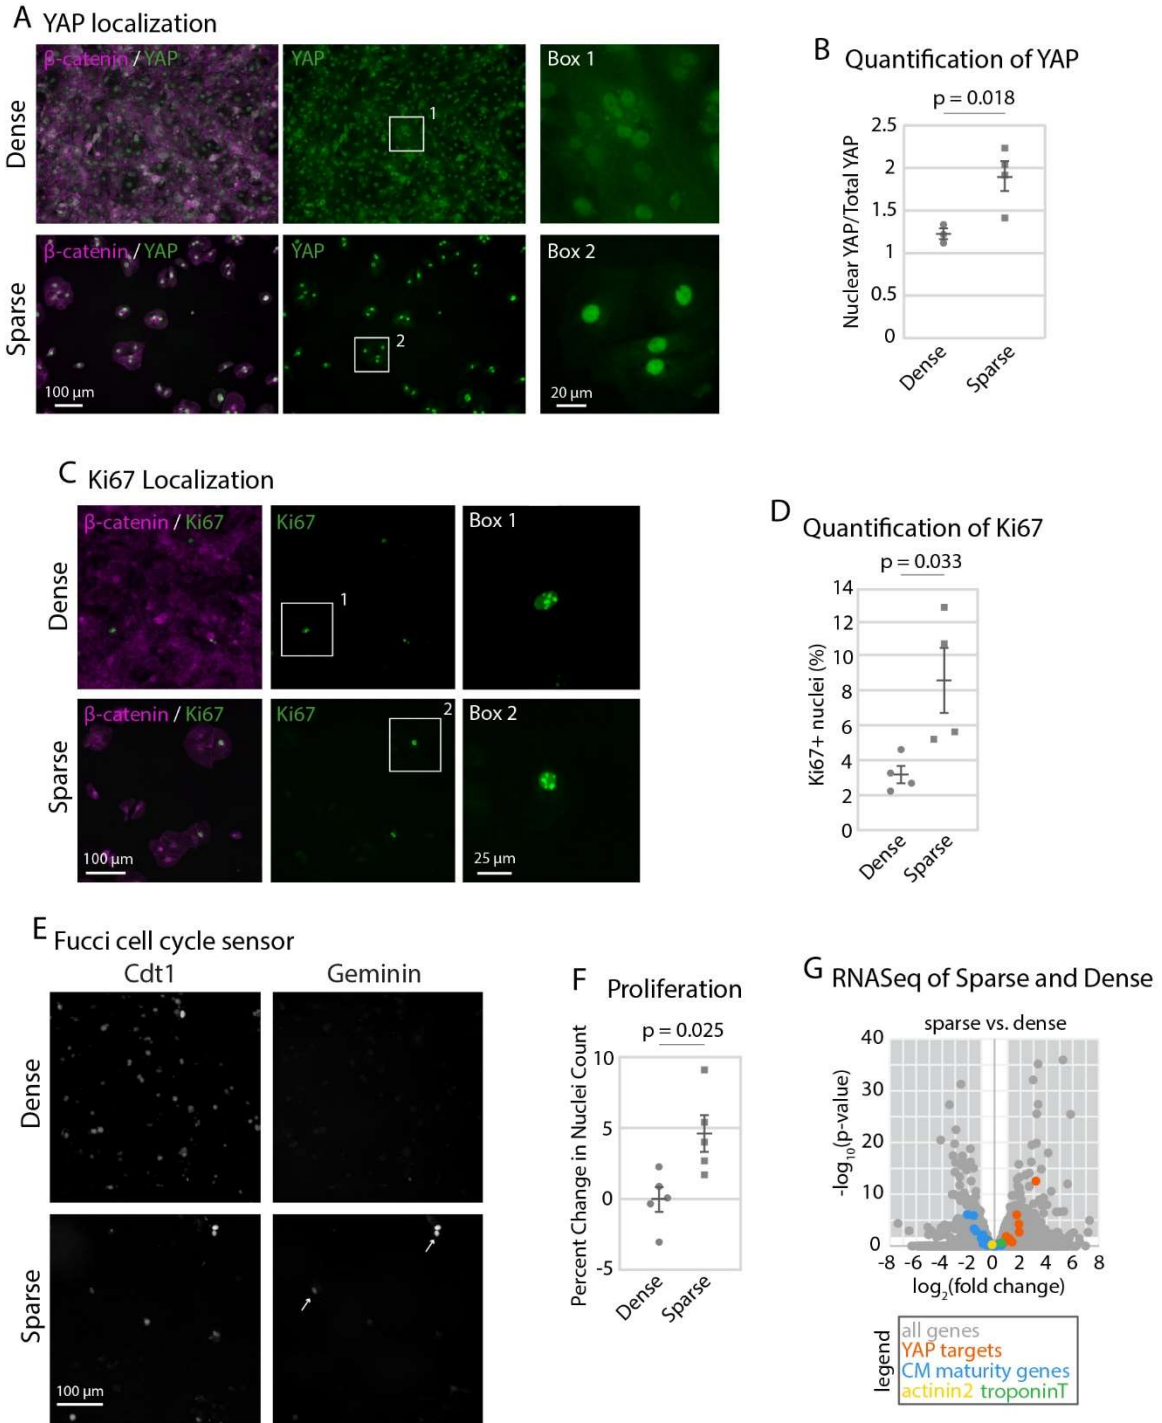 A YAP localization
Dense
β-catenin / YAP
YAP
1
Box 1
Sparse
β-catenin / YAP
100 μm
YAP
2
Box 2
20 μm
B Quantification of YAP
p = 0.018
Nuclear YAP/Total YAP
2.5
2
1.5
1
0.5
0
Dense
Sparse
C Ki67 Localization
Dense
β-catenin / Ki67
Ki67
1
Box 1
Sparse
β-catenin / Ki67
100 μm
Ki67
2
Box 2
25 μm
D Quantification of Ki67
p = 0.033
Ki67+ nuclei (%)
14
12
10
8
6
4
2
0
Dense
Sparse
E Fucci cell cycle sensor
Cdt1
Geminin
Dense
Sparse
100 μm
F Proliferation
p = 0.025
Percent Change in Nuclei Count
10
5
0
-5
Dense
Sparse
G RNASeq of Sparse and Dense
sparse vs. dense
-log10(p-value)
40
30
20
10
0
-8 -6 -4 -2 0 2 4 6 8
log2(fold change)
legend
all genes
YAP targets
CM maturity genes
actinin2 troponinT